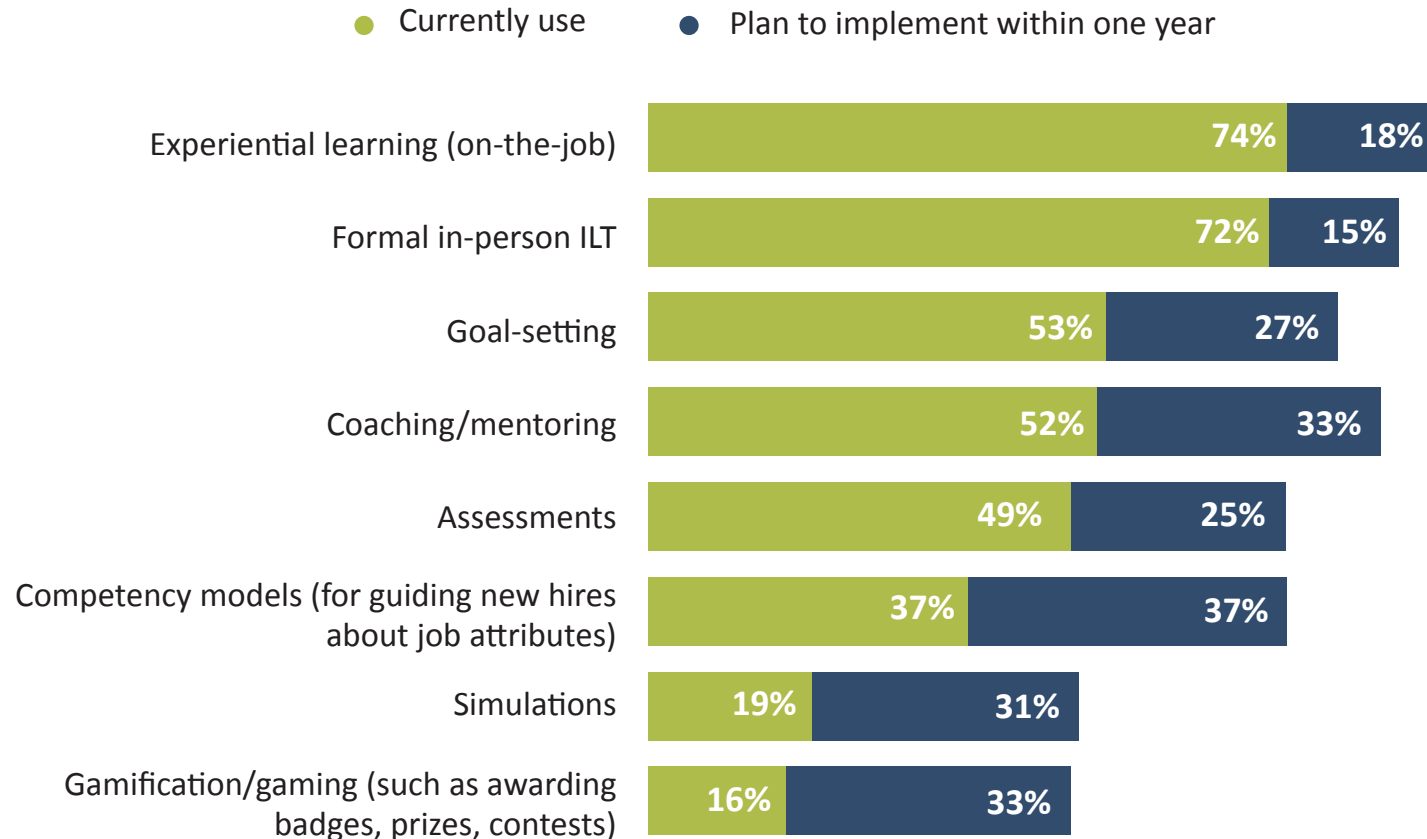 Currently use Plan to implement within one year
Experiential learning (on-the-job) 74% 18%
Formal in-person ILT 72% 15%
Goal-setting 53% 27%
Coaching/mentoring 52% 33%
Assessments 49% 25%
Competency models (for guiding new hires
about job attributes) 37% 37%
Simulations 19% 31%
Gamification/gaming (such as awarding
badges, prizes, contests) 16% 33%